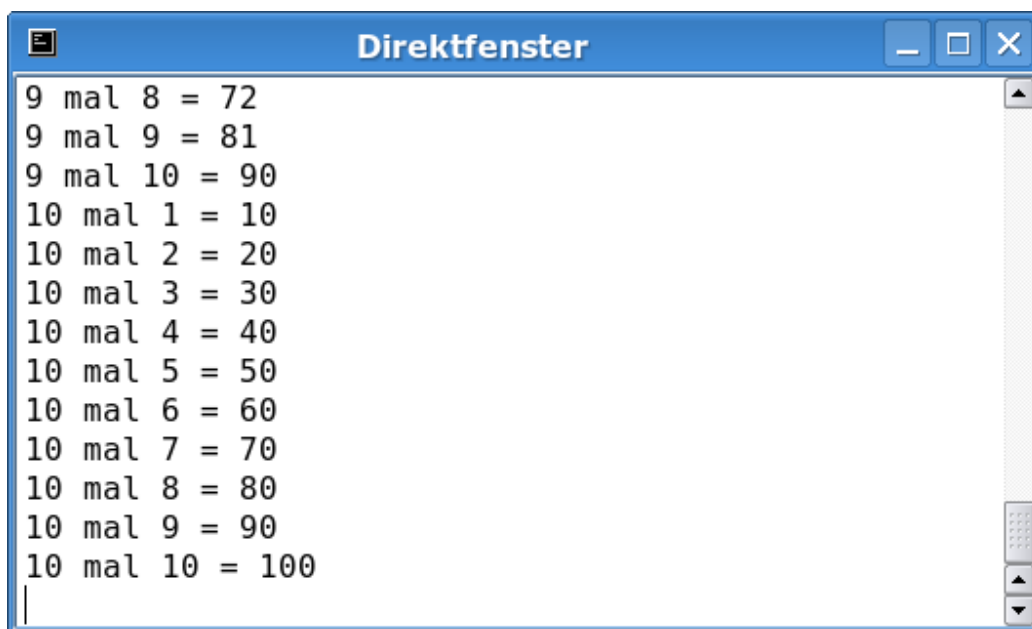 Direktfenster
9 mal 8 = 72
9 mal 9 = 81
9 mal 10 = 90
10 mal 1 = 10
10 mal 2 = 20
10 mal 3 = 30
10 mal 4 = 40
10 mal 5 = 50
10 mal 6 = 60
10 mal 7 = 70
10 mal 8 = 80
10 mal 9 = 90
10 mal 10 = 100